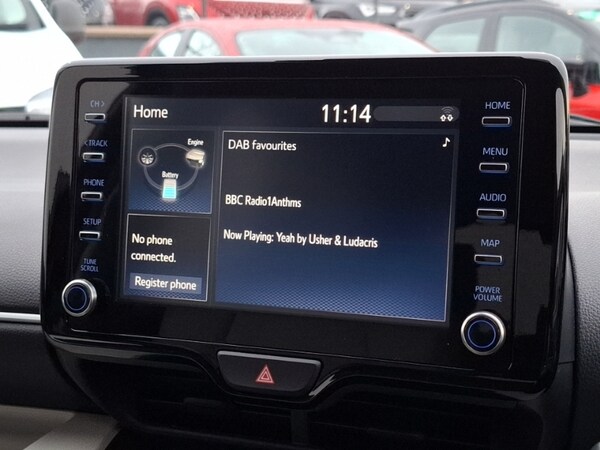 Home
11:14
CH >
HOME
Engine
DAB favourites
<TRACK
Battery
MENU
PHONE
BBC Radio1Anthms
AUDIO
SETUP
No phone
connected.
Now Playing: Yeah by Usher & Ludacris
MAP
TUNE
SCROLL
Register phone
POWER
VOLUME